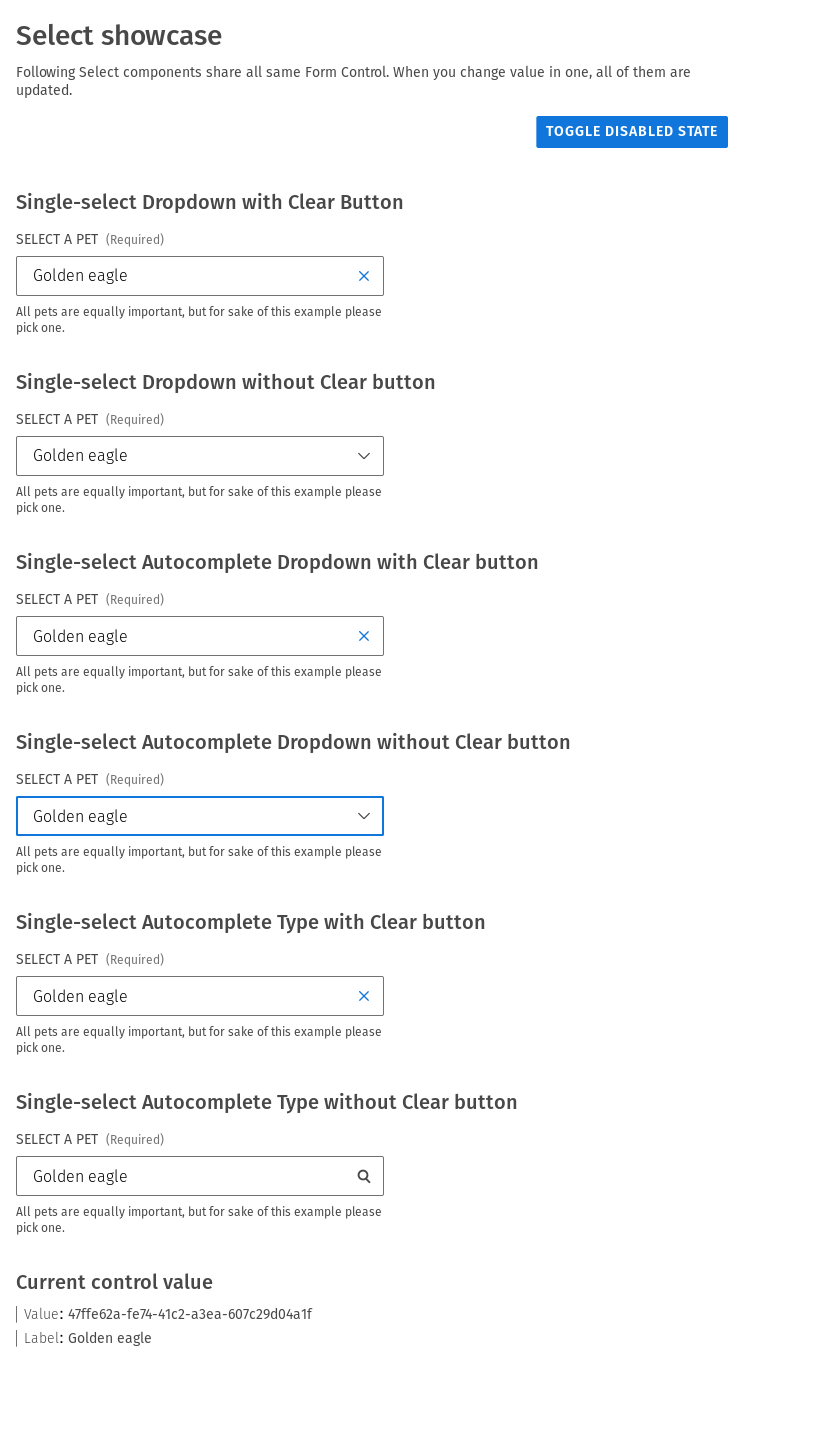 Select showcase
Following Select components share all same Form Control. When you change value in one, all of them are
updated.
TOGGLE DISABLED STATE
Single-select Dropdown with Clear Button
SELECT A PET (Required)
Golden eagle
All pets are equally important, but for sake of this example please
pick one.
Single-select Dropdown without Clear button
SELECT A PET (Required)
Golden eagle
All pets are equally important, but for sake of this example please
pick one.
Single-select Autocomplete Dropdown with Clear button
SELECT A PET (Required)
Golden eagle
All pets are equally important, but for sake of this example please
pick one.
Single-select Autocomplete Dropdown without Clear button
SELECT A PET (Required)
Golden eagle
All pets are equally important, but for sake of this example please
pick one.
Single-select Autocomplete Type with Clear button
SELECT A PET (Required)
Golden eagle
All pets are equally important, but for sake of this example please
pick one.
Single-select Autocomplete Type without Clear button
SELECT A PET (Required)
Golden eagle
All pets are equally important, but for sake of this example please
pick one.
Current control value
Value: 47ffe62a-fe74-41c2-a3ea-607c29d04a1f
Label: Golden eagle